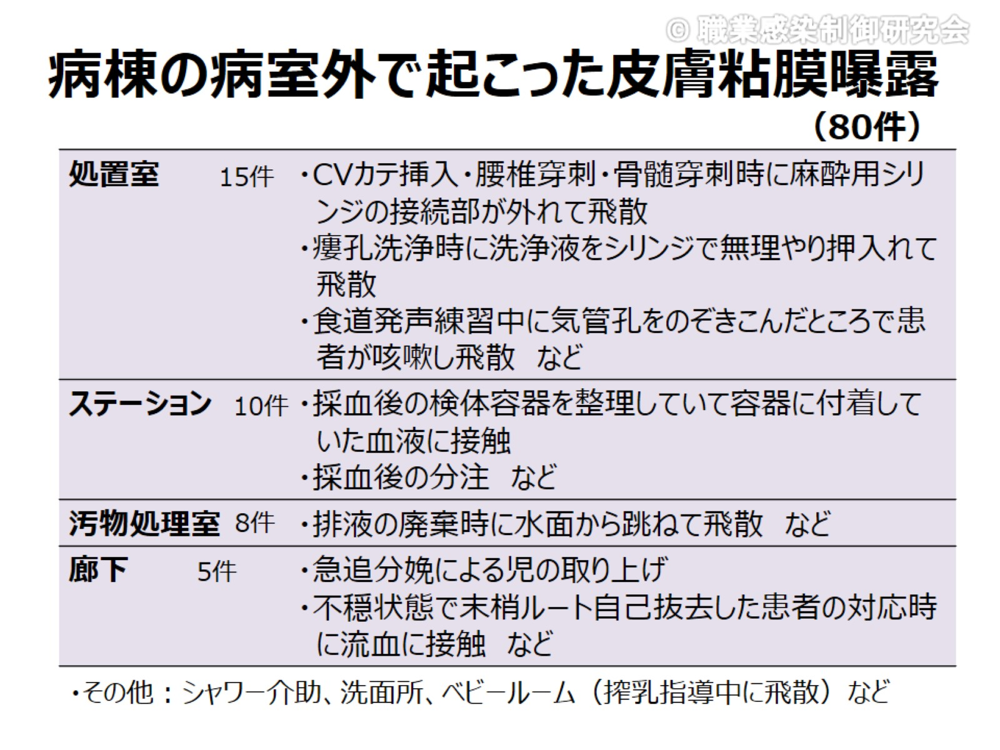 © 職業感染制御研究会
病棟の病室外で起こった皮膚粘膜曝露
（80件）
処置室 15件 ・CVカテ挿入・腰椎穿刺・骨髄穿刺時に麻酔用シリ
ンジの接続部が外れて飛散
・瘻孔洗浄時に洗浄液をシリンジで無理やり押入れて
飛散
・食道発声練習中に気管孔をのぞきこんだところで患
者が咳嗽し飛散　など
ステーション 10件 ・採血後の検体容器を整理していて容器に付着して
いた血液に接触
・採血後の分注　など
汚物処理室 8件 ・排液の廃棄時に水面から跳ねて飛散　など
廊下 5件 ・急追分娩による児の取り上げ
・不穏状態で末梢ルート自己抜去した患者の対応時
に流血に接触　など
・その他：シャワー介助、洗面所、ベビールーム（搾乳指導中に飛散）など